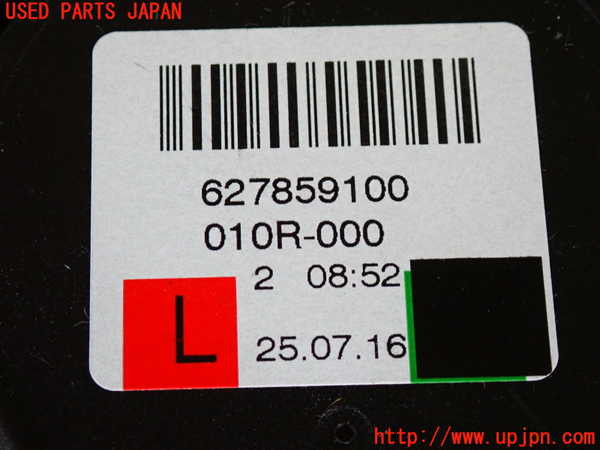 USED PARTS JAPAN
627859100
010R-000
2 08:52
L
25.07.16
http://www.upjpn.com/